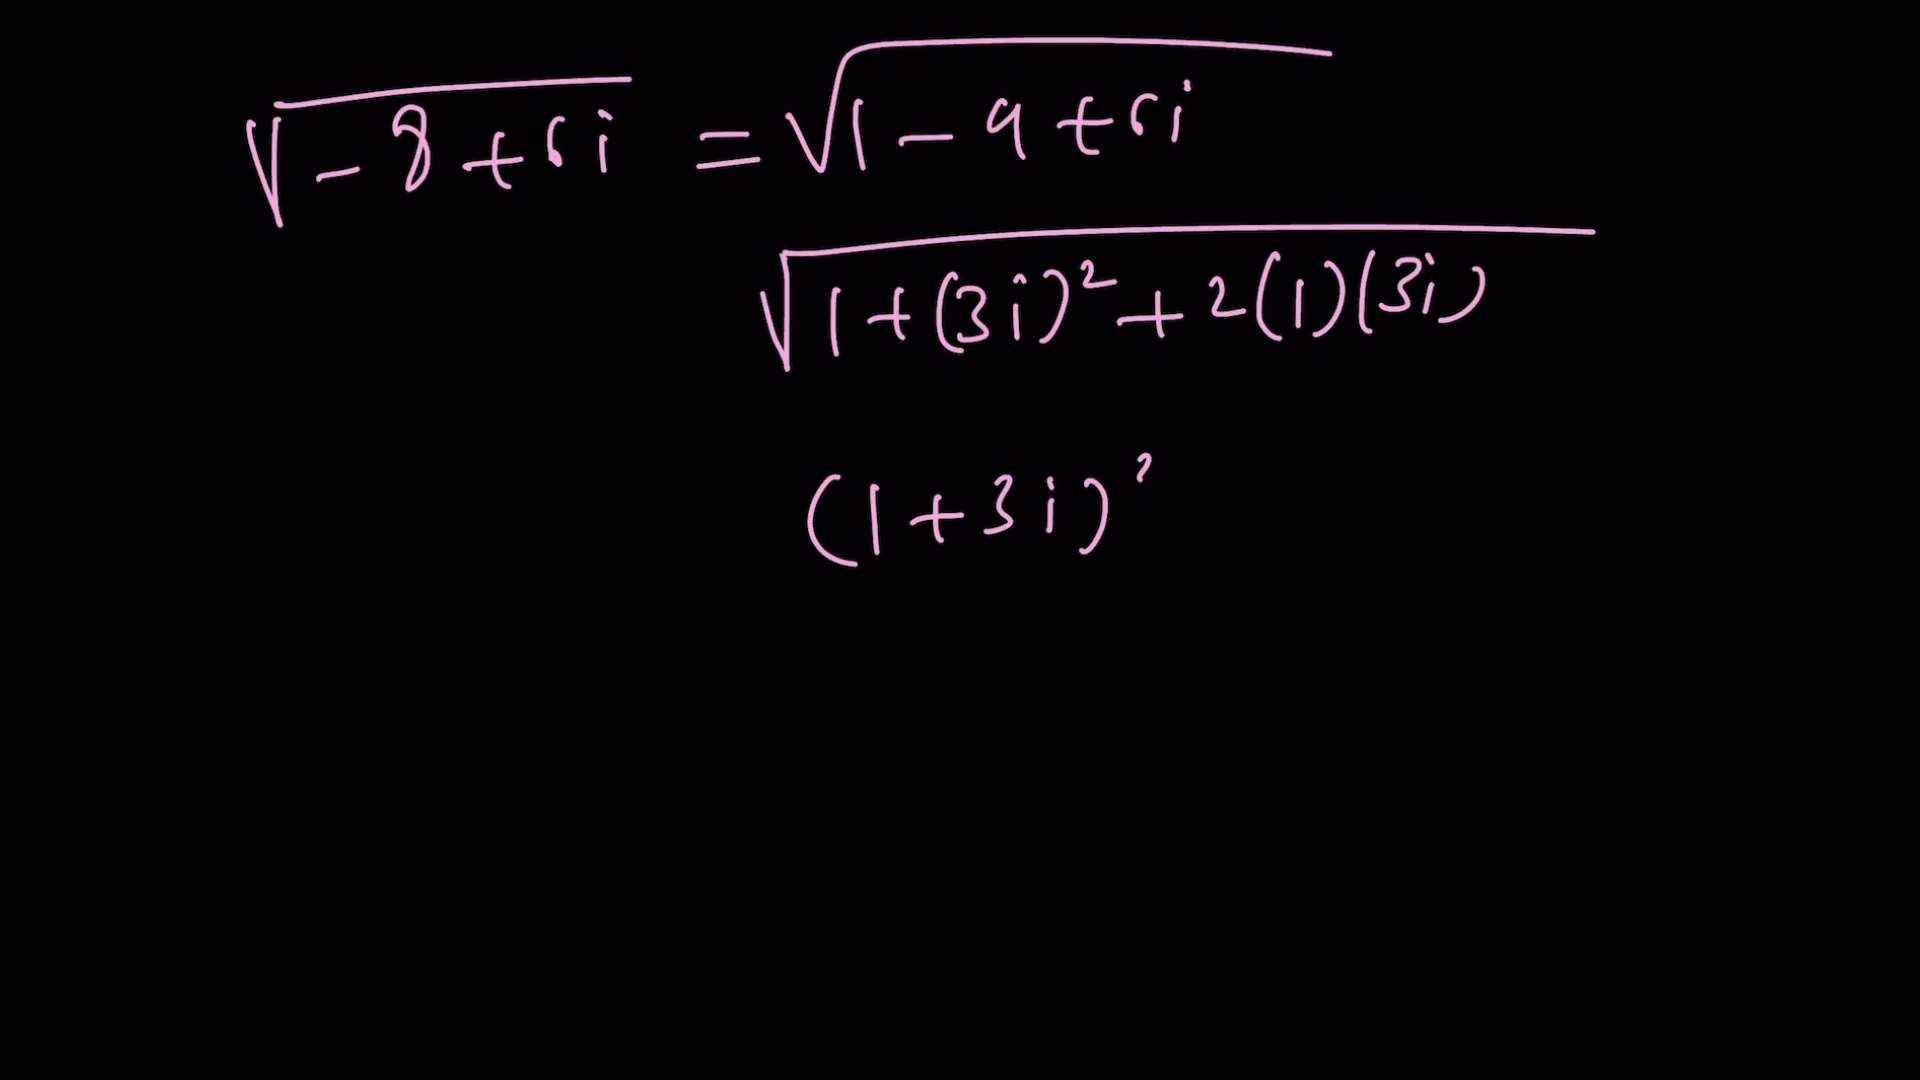 √-8+6i = √1-9+6i
√1+(3i)²+2(1)(3i)
(1+3i)²